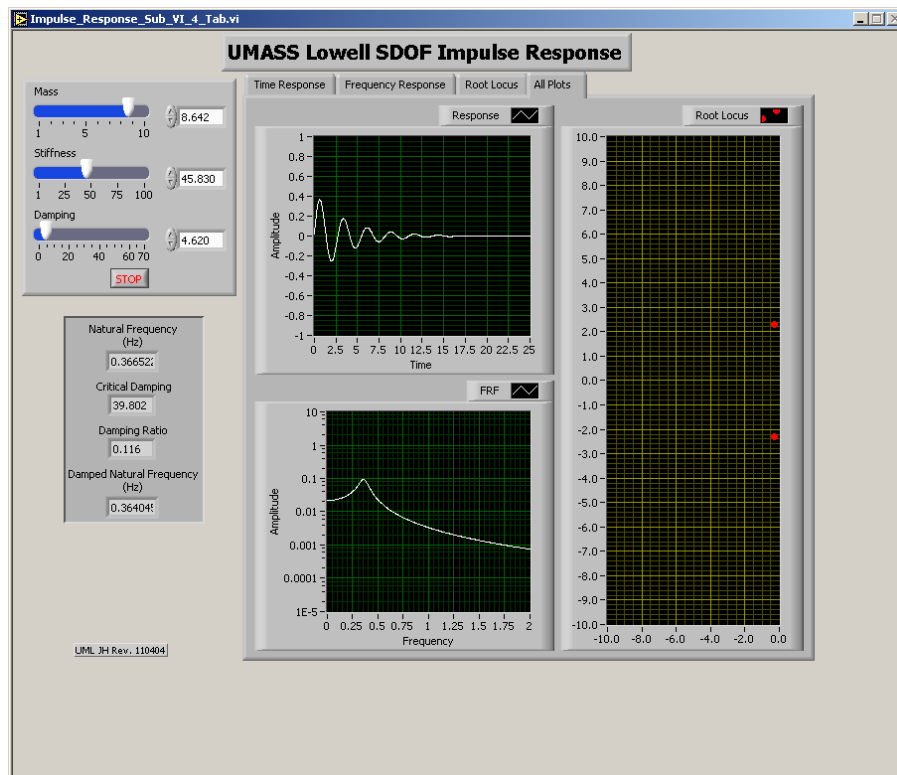 Impulse_Response_Sub_VI_4_Tab.vi
UMASS Lowell SDOF Impulse Response
Mass
8.642
1 5 10
Stiffness
45.830
1 25 50 75 100
Damping
4.620
0 20 40 60 70
STOP
Natural Frequency
(Hz)
0.366522
Critical Damping
39.802
Damping Ratio
0.116
Damped Natural Frequency
(Hz)
0.364045
UML JH Rev. 110404
Time Response Frequency Response Root Locus All Plots
Response
1
0.8
0.6
0.4
0.2
0
-0.2
-0.4
-0.6
-0.8
-1
Amplitude
0 2.5 5 7.5 10 12.5 15 17.5 20 22.5 25
Time
FRF
10
1
0.1
0.01
0.001
0.0001
1E-5
Amplitude
0 0.25 0.5 0.75 1 1.25 1.5 1.75 2
Frequency
Root Locus
10.0
9.0
8.0
7.0
6.0
5.0
4.0
3.0
2.0
1.0
0.0
-1.0
-2.0
-3.0
-4.0
-5.0
-6.0
-7.0
-8.0
-9.0
-10.0
-10.0 -8.0 -6.0 -4.0 -2.0 0.0